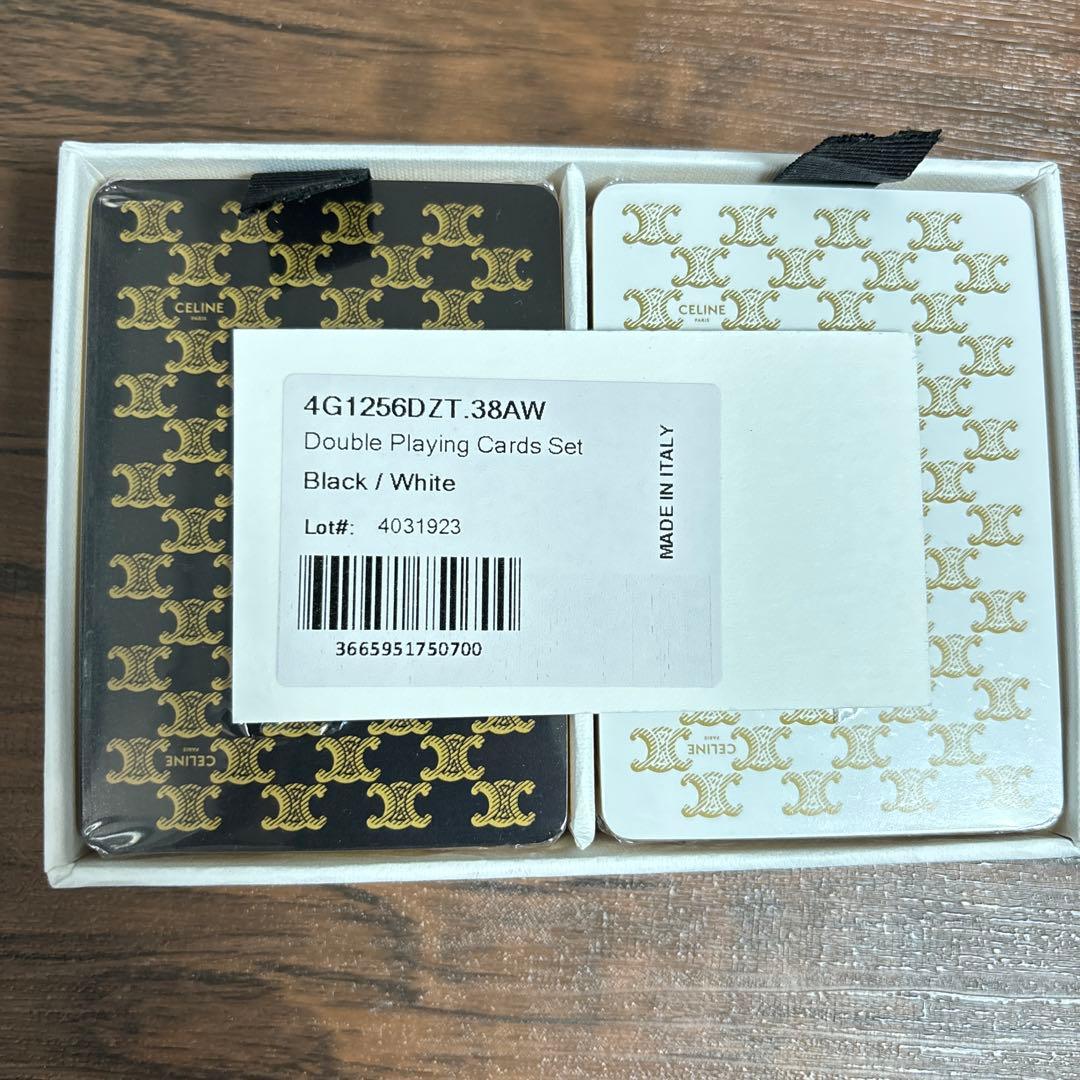 CELINE
PARIS
CELINE
PARIS
4G1256DZT.38AW
Double Playing Cards Set
Black / White
Lot#: 4031923
3665951750700
MADE IN ITALY
CELINE
PARIS
CELINE
PARIS